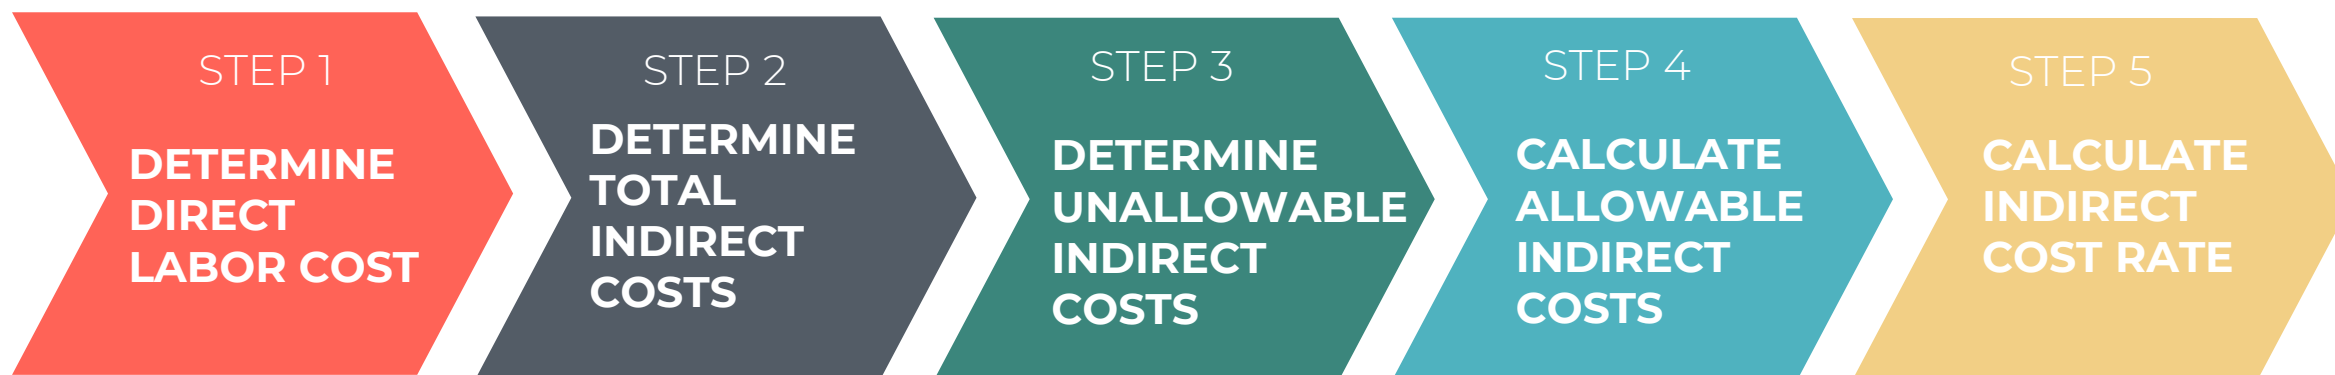 STEP 1
DETERMINE
DIRECT
LABOR COST
STEP 2
DETERMINE
TOTAL
INDIRECT
COSTS
STEP 3
DETERMINE
UNALLOWABLE
INDIRECT
COSTS
STEP 4
CALCULATE
ALLOWABLE
INDIRECT
COSTS
STEP 5
CALCULATE
INDIRECT
COST RATE